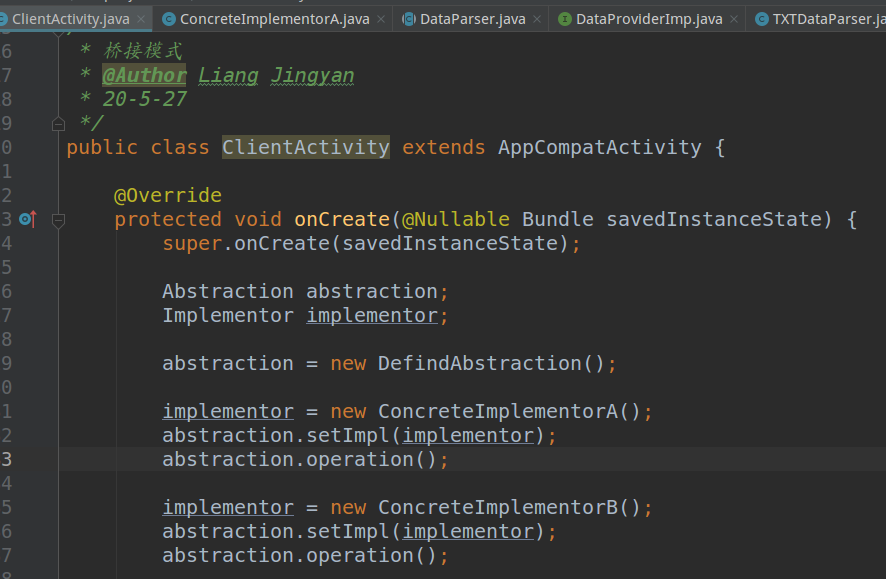 ClientActivity.java ConcreteImplementorA.java DataParser.java DataProviderImp.java TXTDataParser.ja
6 * 桥接模式
7 * @Author Liang Jingyan
8 * 20-5-27
9 */
0 public class ClientActivity extends AppCompatActivity {
1
2 @Override
3 protected void onCreate(@Nullable Bundle savedInstanceState) {
4 super.onCreate(savedInstanceState);
5
6 Abstraction abstraction;
7 Implementor implementor;
8
9 abstraction = new DefindAbstraction();
0
1 implementor = new ConcreteImplementorA();
2 abstraction.setImpl(implementor);
3 abstraction.operation();
4
5 implementor = new ConcreteImplementorB();
6 abstraction.setImpl(implementor);
7 abstraction.operation();